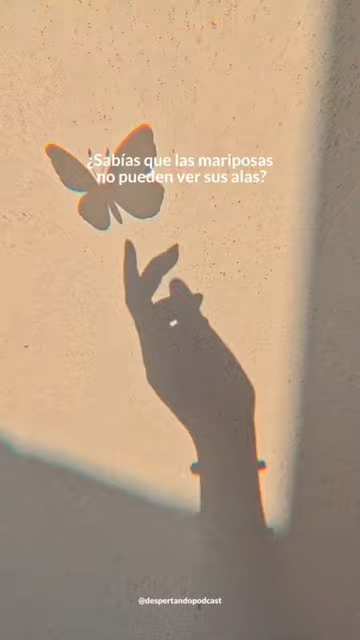 ¿Sabías que las mariposas
no pueden ver sus alas?
@despertandopodcast